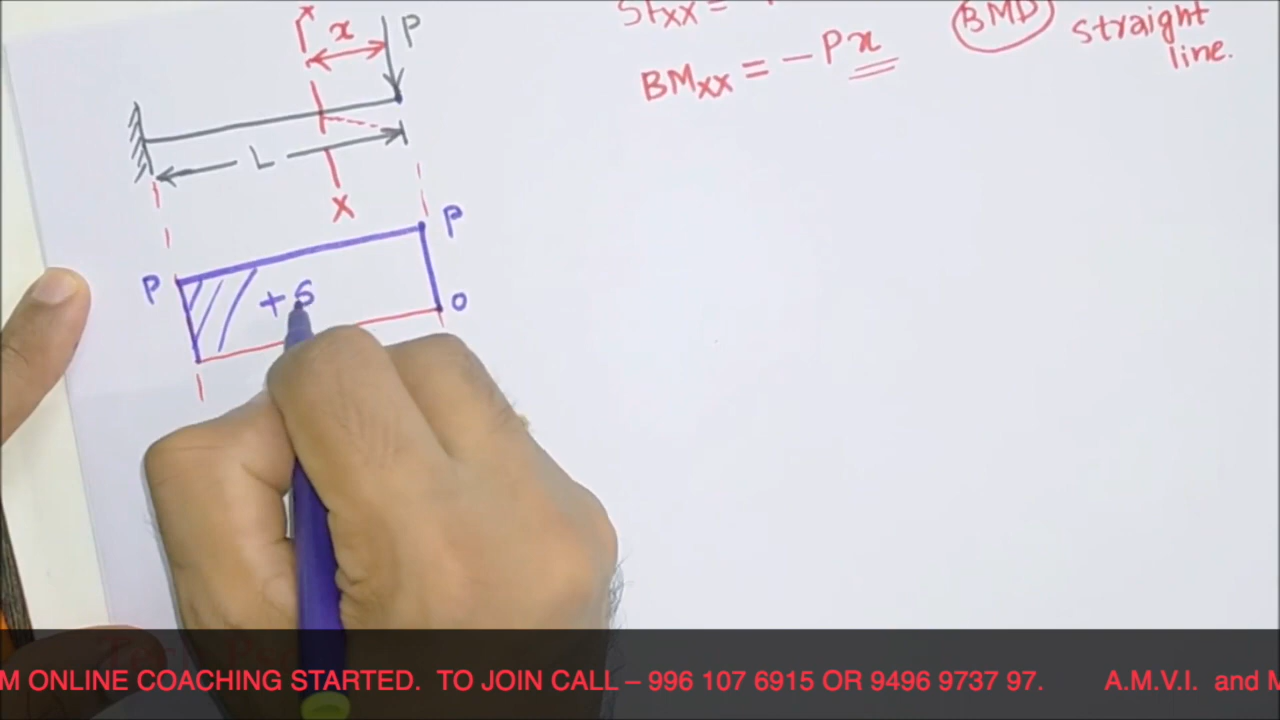 x
P
SFxx =
BMD
straight
line.
BMxx = -Px
L
X
P
P
+S
0
M ONLINE COACHING STARTED. TO JOIN CALL – 996 107 6915 OR 9496 9737 97. A.M.V.I. and M